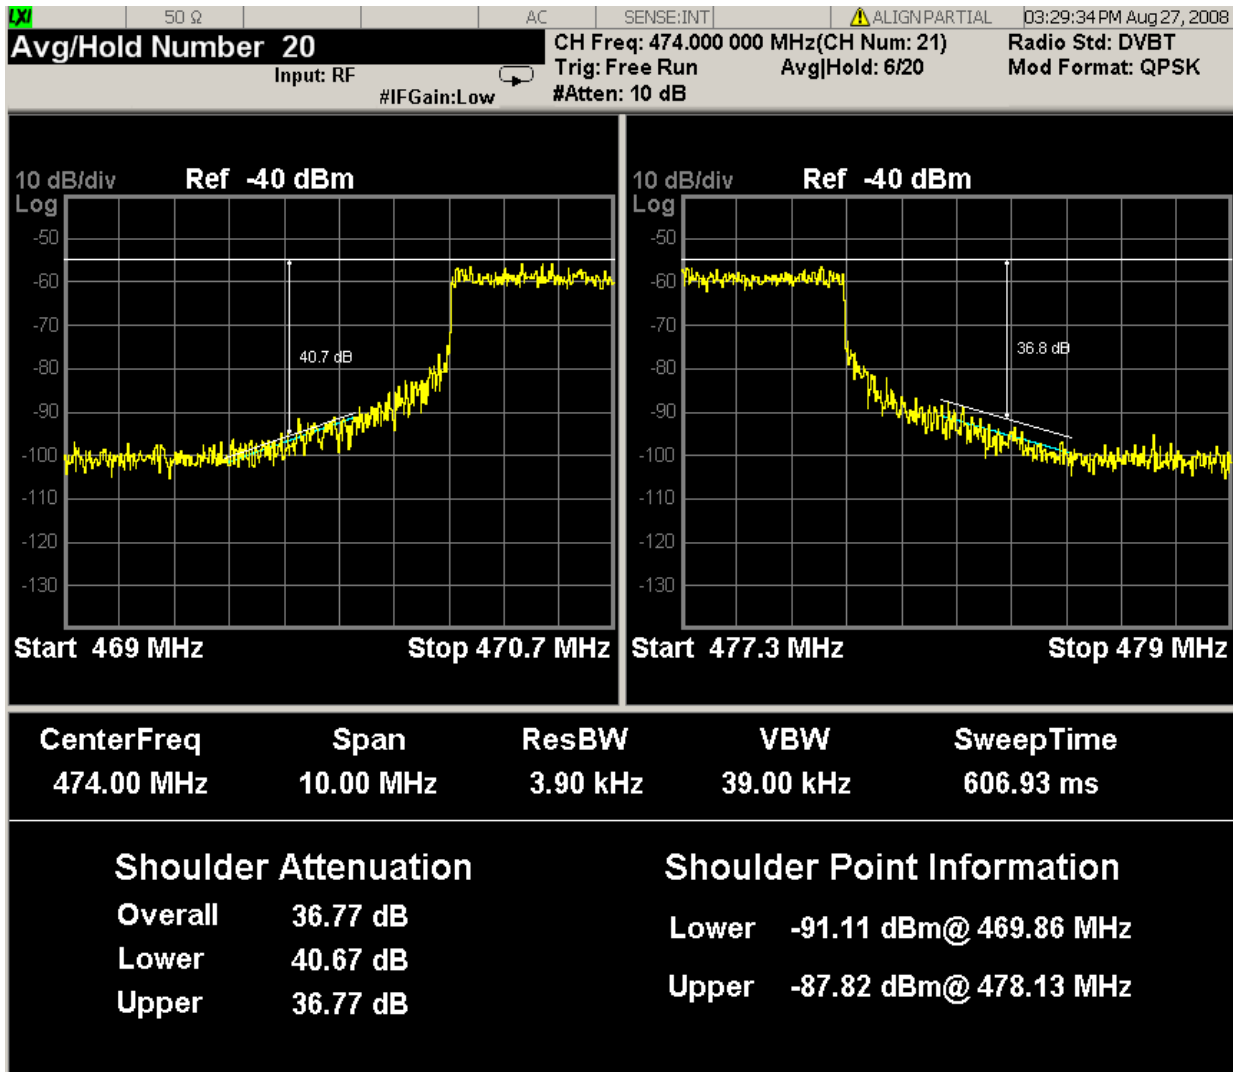 LXI 50 Ω AC SENSE:INT ALIGN PARTIAL 03:29:34 PM Aug 27, 2008
Avg/Hold Number 20
Input: RF
#IFGain:Low
CH Freq: 474.000 000 MHz(CH Num: 21)
Trig: Free Run Avg|Hold: 6/20
#Atten: 10 dB
Radio Std: DVBT
Mod Format: QPSK
10 dB/div Ref -40 dBm
Log
-50
-60
-70
-80
-90
-100
-110
-120
-130
40.7 dB
Start 469 MHz Stop 470.7 MHz
10 dB/div Ref -40 dBm
Log
-50
-60
-70
-80
-90
-100
-110
-120
-130
36.8 dB
Start 477.3 MHz Stop 479 MHz
CenterFreq Span ResBW VBW SweepTime
474.00 MHz 10.00 MHz 3.90 kHz 39.00 kHz 606.93 ms
Shoulder Attenuation
Overall 36.77 dB
Lower 40.67 dB
Upper 36.77 dB
Shoulder Point Information
Lower -91.11 dBm@ 469.86 MHz
Upper -87.82 dBm@ 478.13 MHz